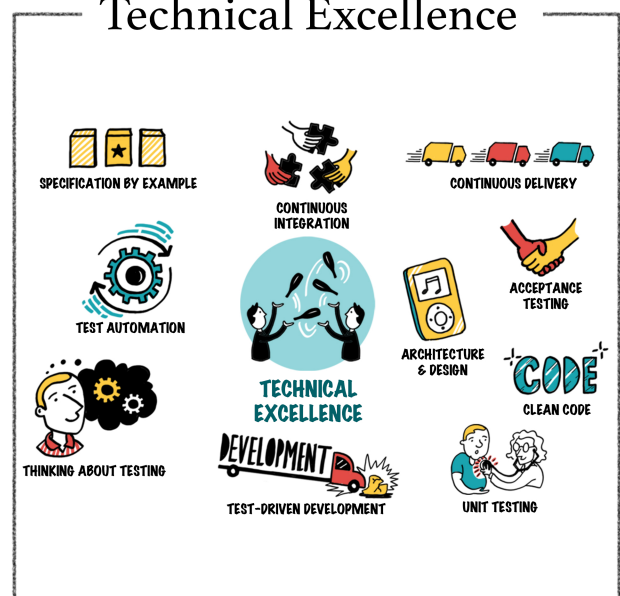 Technical Excellence
SPECIFICATION BY EXAMPLE
CONTINUOUS
INTEGRATION
CONTINUOUS DELIVERY
TEST AUTOMATION
ARCHITECTURE
& DESIGN
ACCEPTANCE
TESTING
TECHNICAL
EXCELLENCE
CODE
CLEAN CODE
THINKING ABOUT TESTING
DEVELOPMENT
TEST-DRIVEN DEVELOPMENT
UNIT TESTING